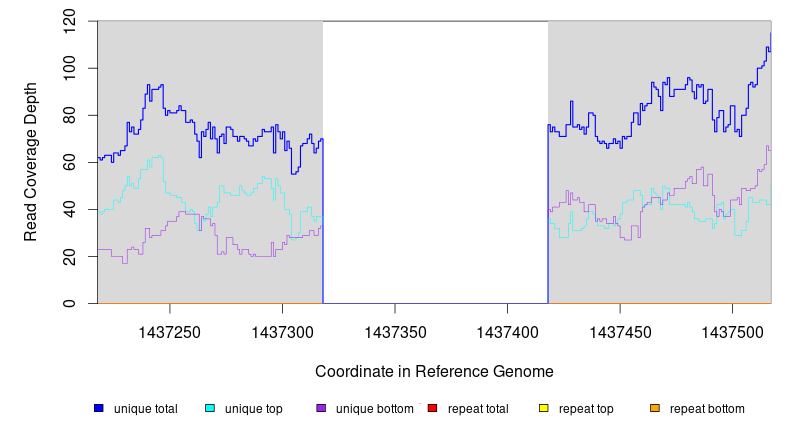 Read Coverage Depth
120
100
80
60
40
20
0
1437250 1437300 1437350 1437400 1437450 1437500
Coordinate in Reference Genome
unique total unique top unique bottom repeat total repeat top repeat bottom